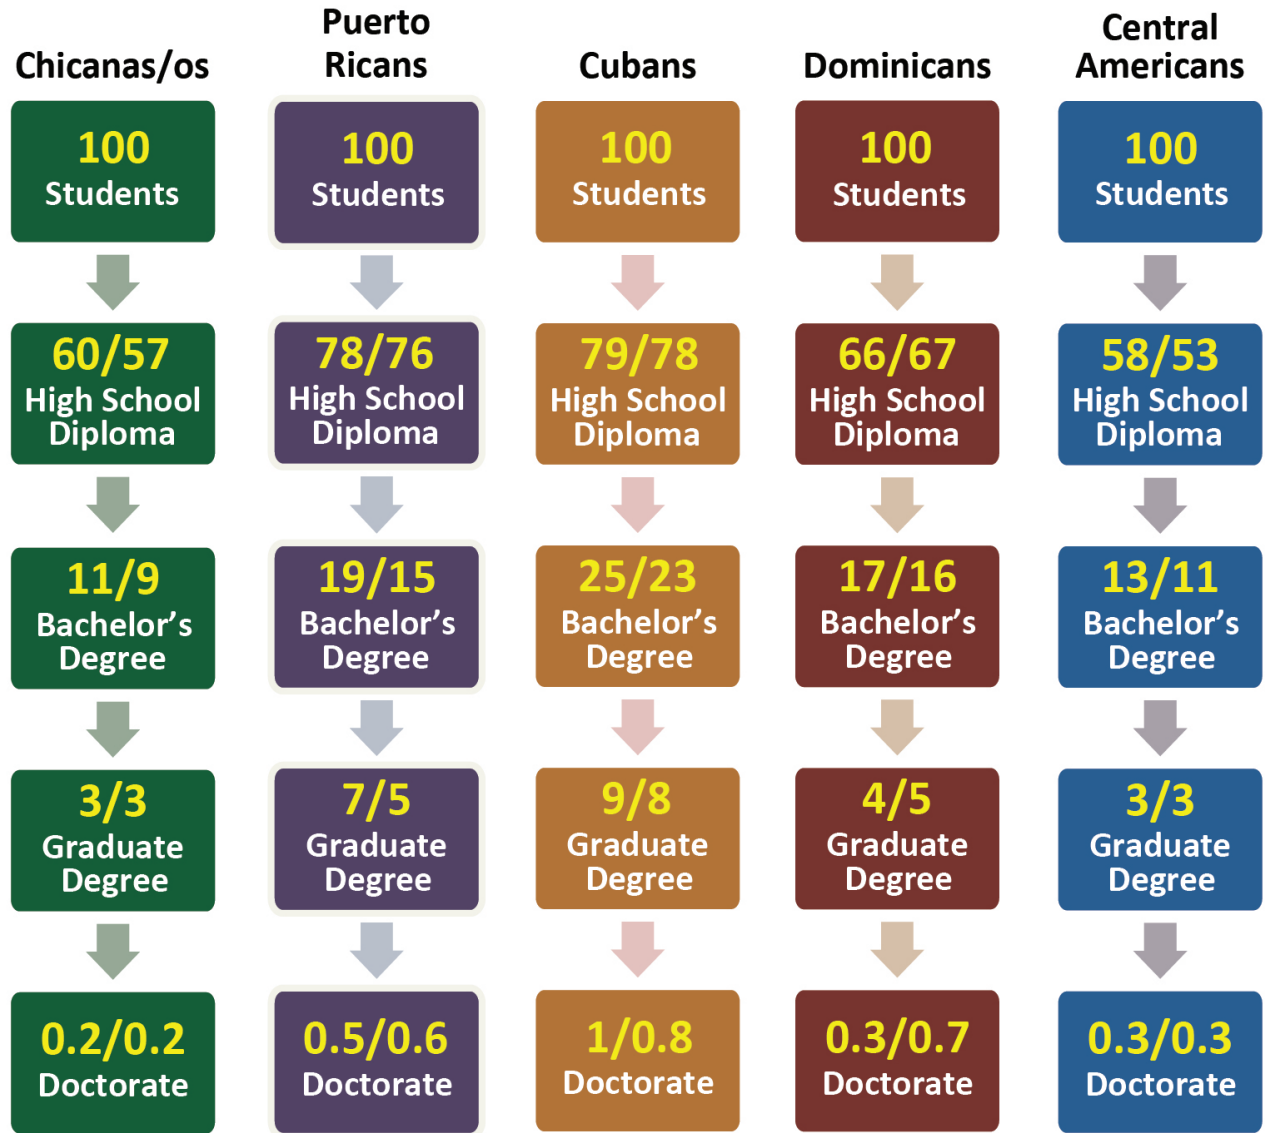 Chicanas/os
Puerto
Ricans
Cubans
Dominicans
Central
Americans
100
Students
100
Students
100
Students
100
Students
100
Students
60/57
High School
Diploma
78/76
High School
Diploma
79/78
High School
Diploma
66/67
High School
Diploma
58/53
High School
Diploma
11/9
Bachelor’s
Degree
19/15
Bachelor’s
Degree
25/23
Bachelor’s
Degree
17/16
Bachelor’s
Degree
13/11
Bachelor’s
Degree
3/3
Graduate
Degree
7/5
Graduate
Degree
9/8
Graduate
Degree
4/5
Graduate
Degree
3/3
Graduate
Degree
0.2/0.2
Doctorate
0.5/0.6
Doctorate
1/0.8
Doctorate
0.3/0.7
Doctorate
0.3/0.3
Doctorate